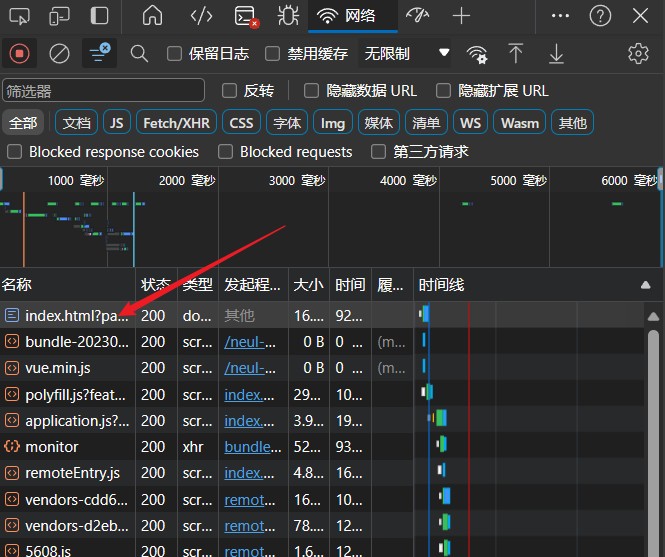 网络
保留日志 禁用缓存 无限制
筛选器 反转 隐藏数据 URL 隐藏扩展 URL
全部 文档 JS Fetch/XHR CSS 字体 Img 媒体 清单 WS Wasm 其他
Blocked response cookies Blocked requests 第三方请求
1000 毫秒 2000 毫秒 3000 毫秒 4000 毫秒 5000 毫秒 6000 毫秒
名称 状态 类型 发起程... 大小 时间 履... 时间线
index.html?pa... 200 do... 其他 16.... 92...
bundle-20230... 200 scr... /neul-... 0 B 0 ... (m...
vue.min.js 200 scr... /neul-... 0 B 0 ... (m...
polyfill.js?feat... 200 scr... index.... 29... 10...
application.js?... 200 scr... index.... 3.9... 19...
monitor 200 xhr bundle... 52... 93...
remoteEntry.js 200 scr... index.... 4.8... 16...
vendors-cdd6... 200 scr... remot... 16... 10...
vendors-d2eb... 200 scr... remot... 78.... 12...
5608.js 200 scr... remot... 1.6... 12...